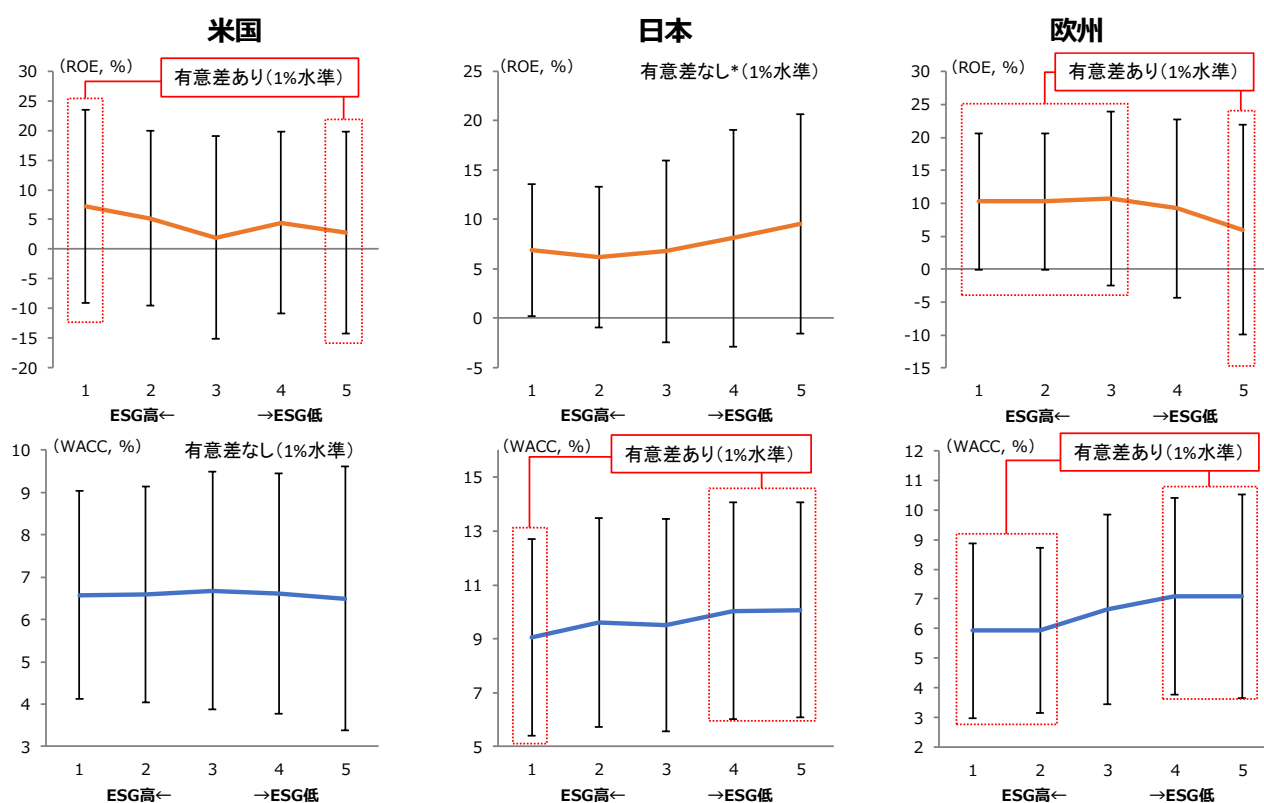 米国
(ROE, %)
有意差あり(1%水準)
30
25
20
15
10
5
0
-5
-10
-15
-20
1 2 3 4 5
ESG高← →ESG低
日本
(ROE, %)
有意差なし*(1%水準)
25
20
15
10
5
0
-5
1 2 3 4 5
ESG高← →ESG低
欧州
(ROE, %)
有意差あり(1%水準)
30
25
20
15
10
5
0
-5
-10
-15
1 2 3 4 5
ESG高← →ESG低
(WACC, %)
有意差なし(1%水準)
10
9
8
7
6
5
4
3
1 2 3 4 5
ESG高← →ESG低
(WACC, %)
有意差あり(1%水準)
15
13
11
9
7
5
1 2 3 4 5
ESG高← →ESG低
(WACC, %)
有意差あり(1%水準)
12
11
10
9
8
7
6
5
4
3
2
1 2 3 4 5
ESG高← →ESG低